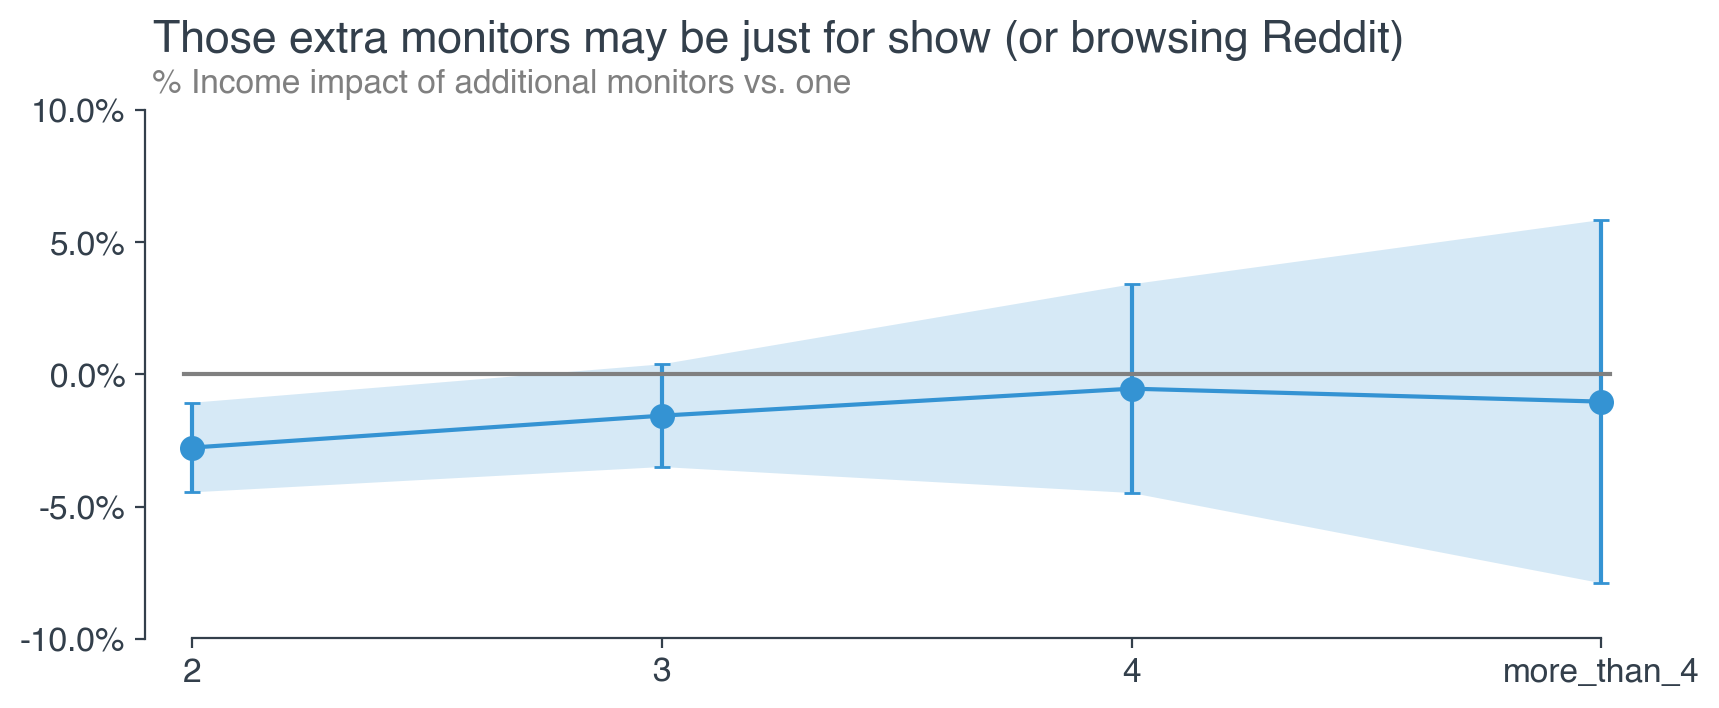 Those extra monitors may be just for show (or browsing Reddit)
% Income impact of additional monitors vs. one
10.0%
5.0%
0.0%
-5.0%
-10.0%
2 3 4 more_than_4